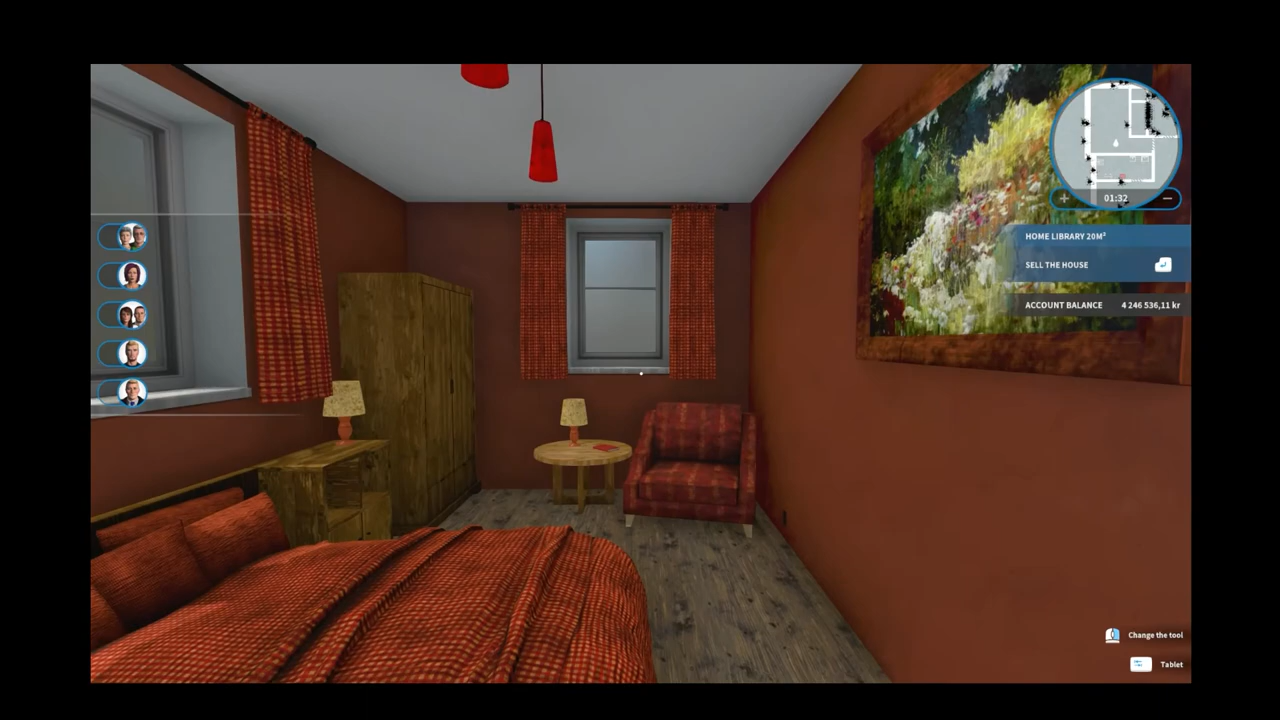 01:32
HOME LIBRARY 20M²
SELL THE HOUSE
ACCOUNT BALANCE 4 246 536,11 kr
Change the tool
Tablet